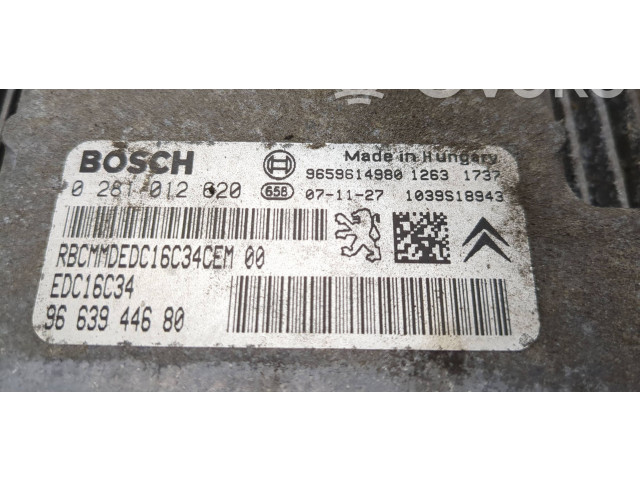 BOSCH
Made in Hungary
9659614980 1263 1737
0 281 012 620 658 07-11-27 1039S18943
RBCMMDEDC16C34CEM 00
EDC16C34
96 639 446 80